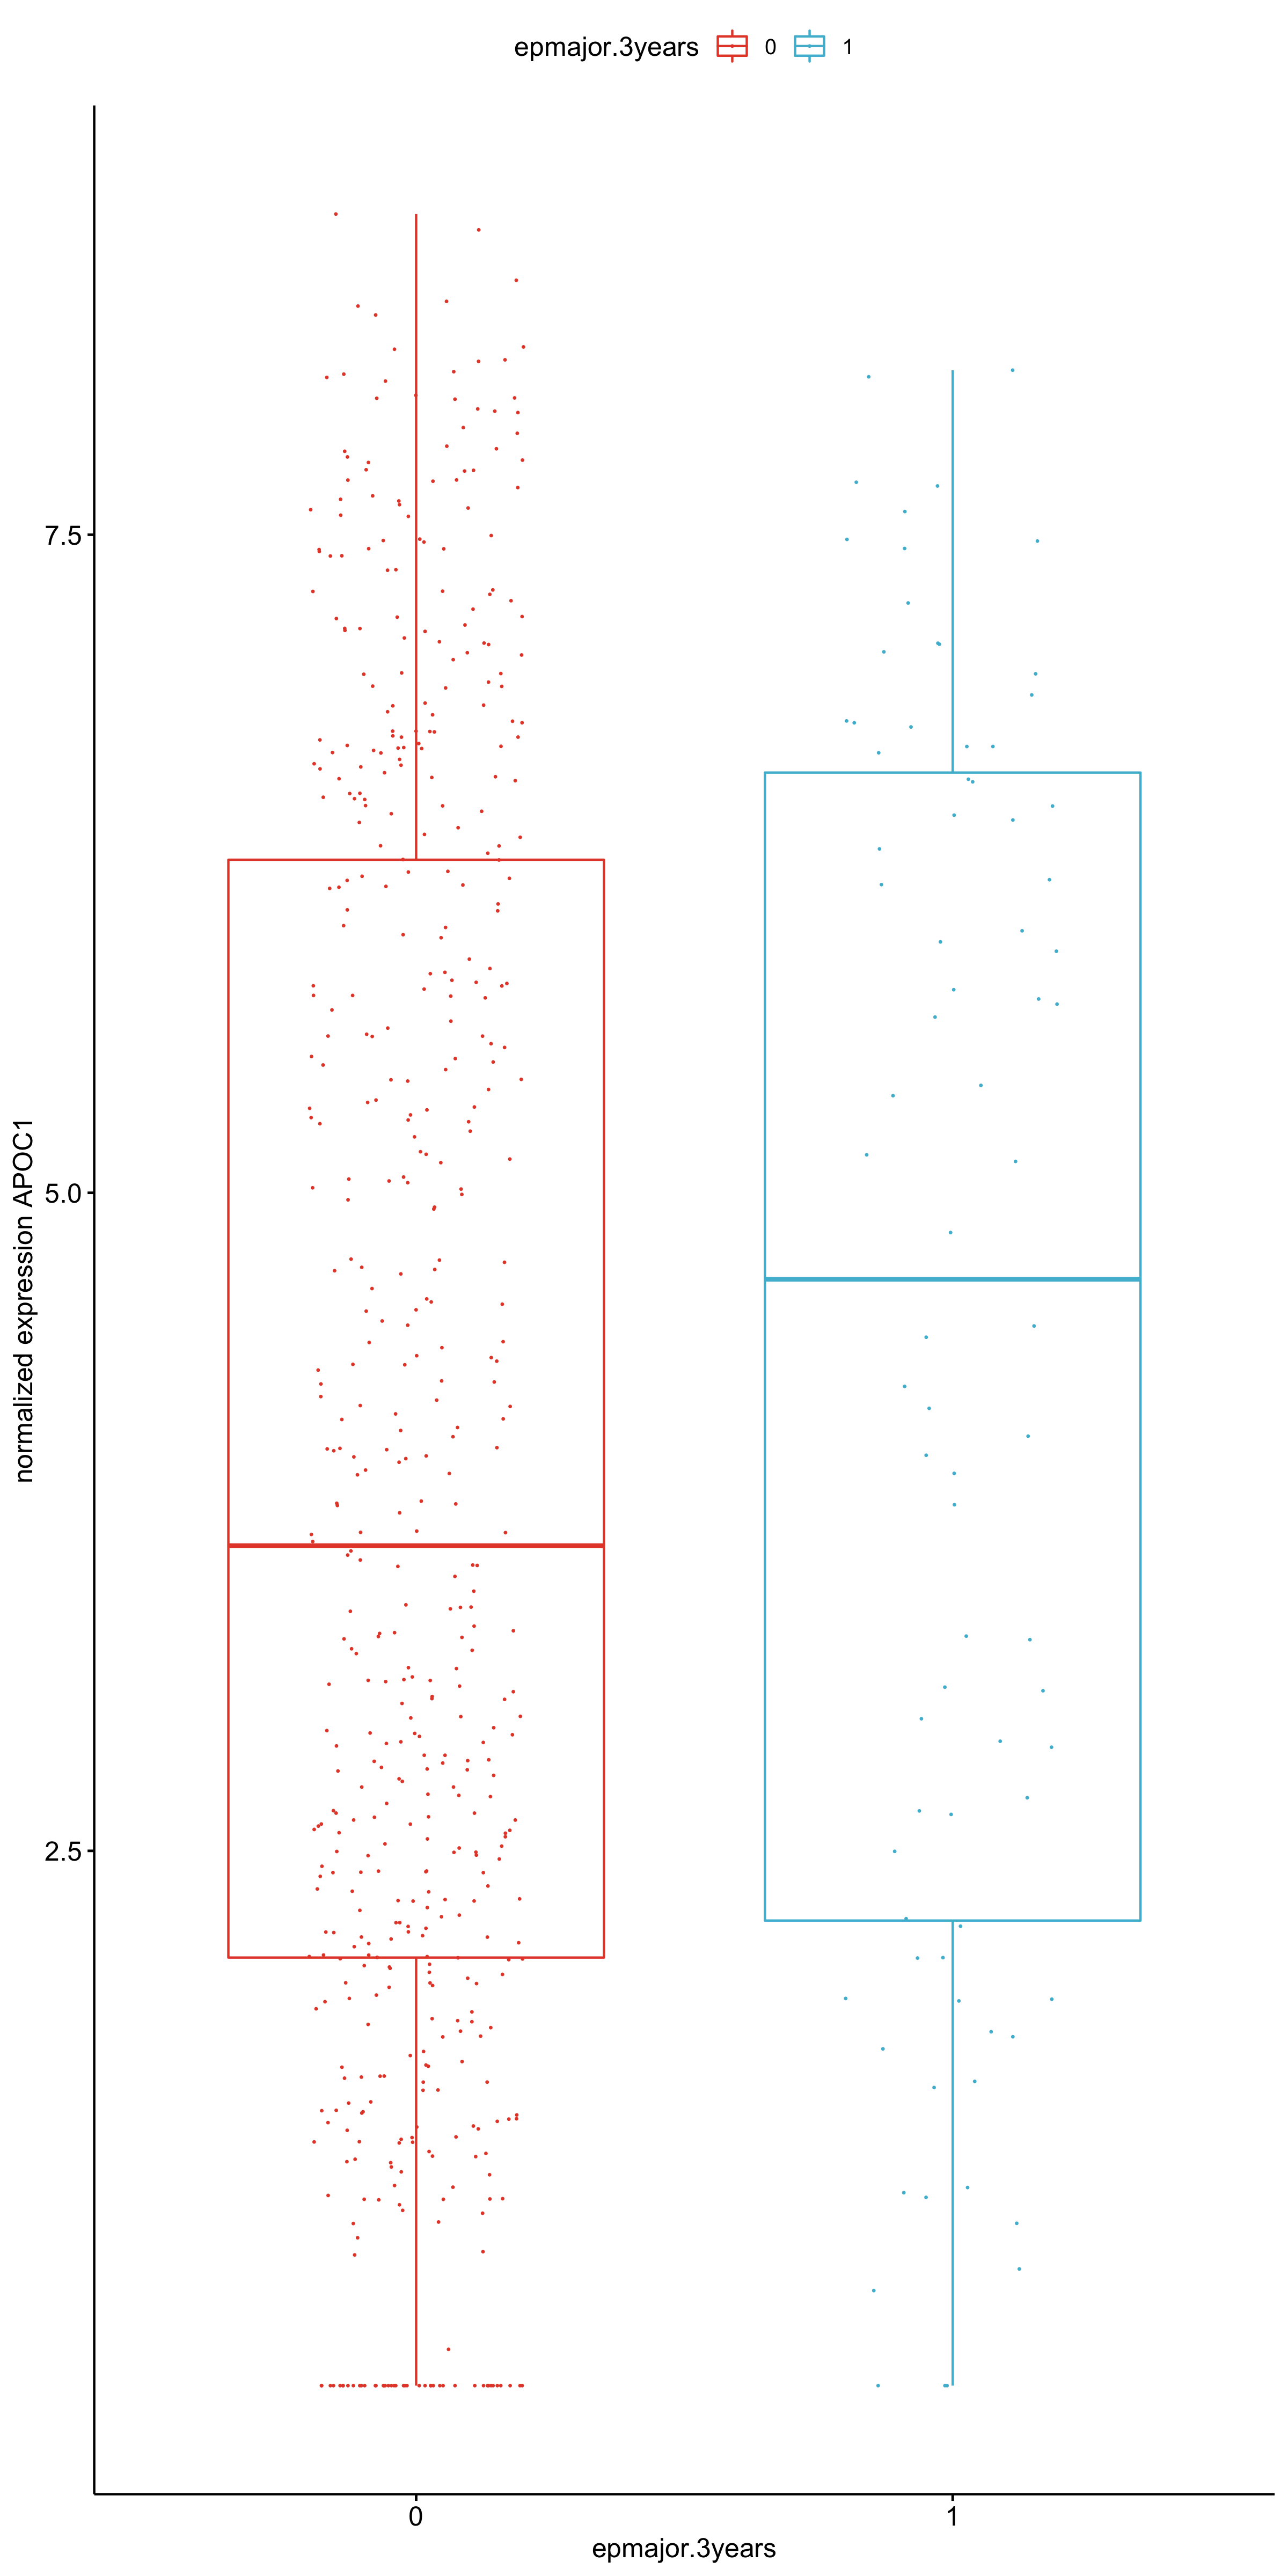 epmajor.3years 0 1
normalized expression APOC1
7.5
5.0
2.5
0 1
epmajor.3years